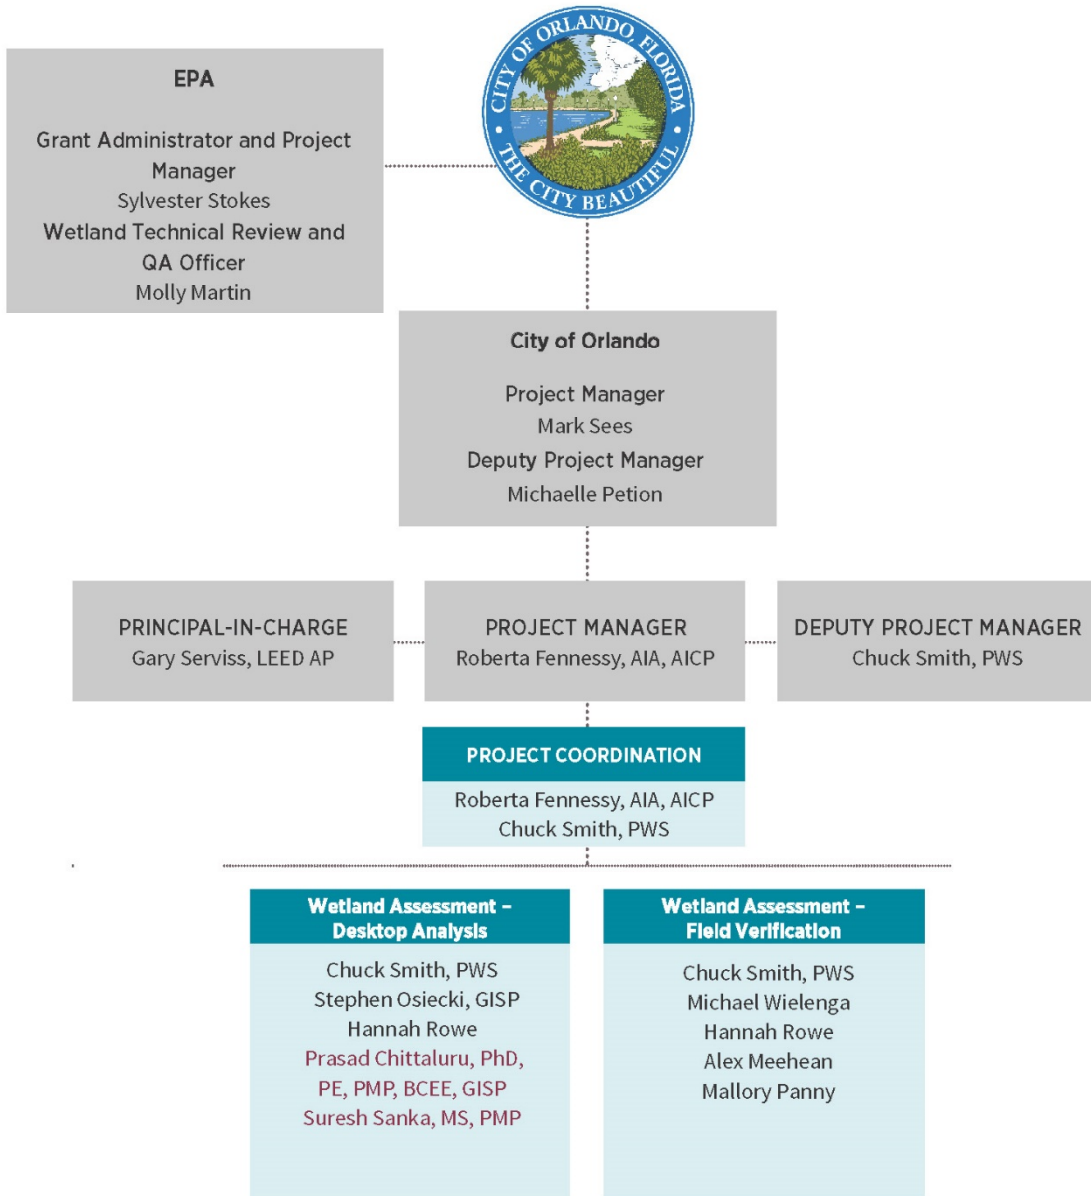 EPA
Grant Administrator and Project
Manager
Sylvester Stokes
Wetland Technical Review and
QA Officer
Molly Martin
CITY OF ORLANDO, FLORIDA
• THE CITY BEAUTIFUL •
City of Orlando
Project Manager
Mark Sees
Deputy Project Manager
Michaelle Petion
PRINCIPAL-IN-CHARGE
Gary Serviss, LEED AP
PROJECT MANAGER
Roberta Fennessy, AIA, AICP
DEPUTY PROJECT MANAGER
Chuck Smith, PWS
PROJECT COORDINATION
Roberta Fennessy, AIA, AICP
Chuck Smith, PWS
Wetland Assessment –
Desktop Analysis
Chuck Smith, PWS
Stephen Osiecki, GISP
Hannah Rowe
Prasad Chittaluru, PhD,
PE, PMP, BCEE, GISP
Suresh Sanka, MS, PMP
Wetland Assessment –
Field Verification
Chuck Smith, PWS
Michael Wielenga
Hannah Rowe
Alex Meehean
Mallory Panny